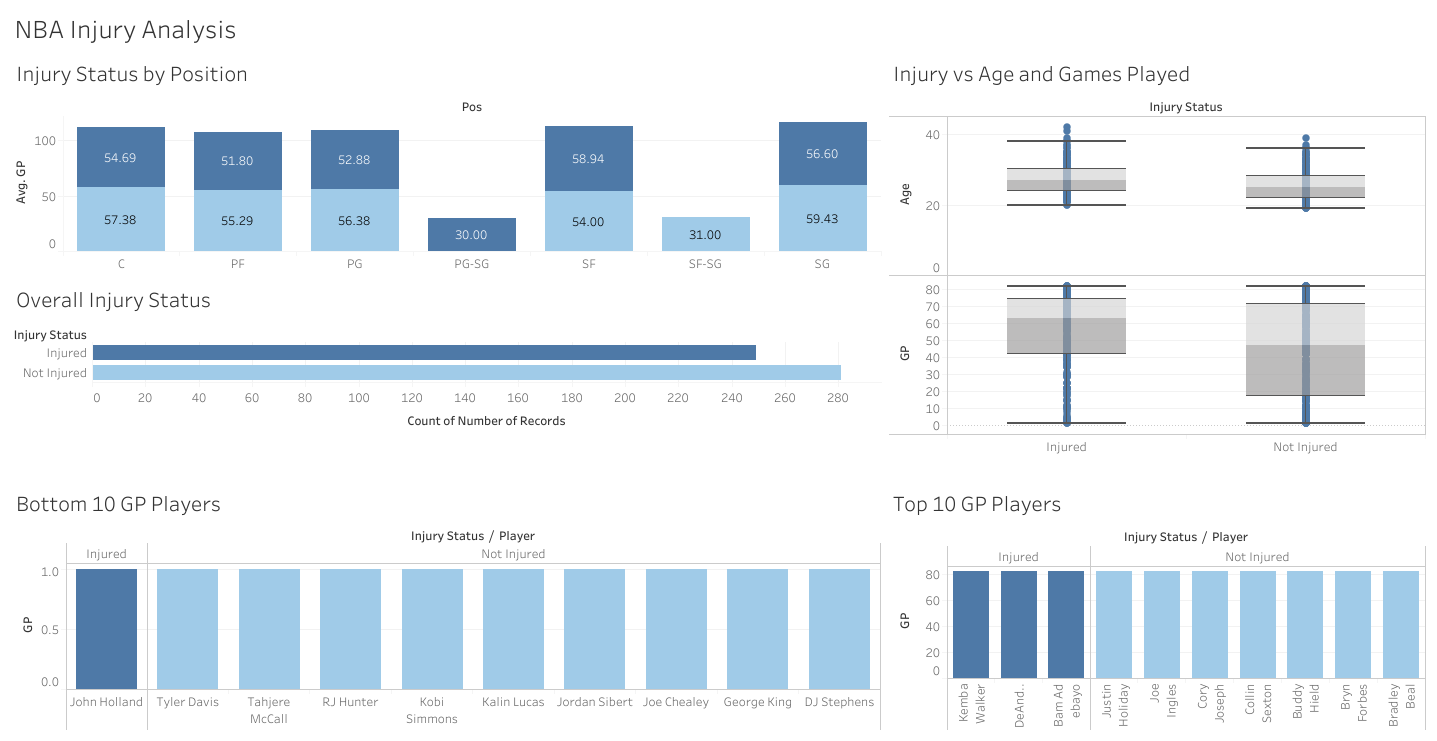 NBA Injury Analysis
Injury Status by Position
Pos
Avg. GP
100
50
0
54.69
51.80
52.88
30.00
58.94
56.60
57.38
55.29
56.38
54.00
31.00
59.43
C
PF
PG
PG-SG
SF
SF-SG
SG
Overall Injury Status
Injury Status
Injured
Not Injured
0 20 40 60 80 100 120 140 160 180 200 220 240 260 280
Count of Number of Records
Injury vs Age and Games Played
Injury Status
Age
40
20
0
GP
80
70
60
50
40
30
20
10
0
Injured
Not Injured
Bottom 10 GP Players
Injury Status / Player
Injured
Not Injured
GP
1.0
0.5
0.0
John Holland
Tyler Davis
Tahjere
McCall
RJ Hunter
Kobi
Simmons
Kalin Lucas
Jordan Sibert
Joe Chealey
George King
DJ Stephens
Top 10 GP Players
Injury Status / Player
Injured
Not Injured
GP
80
60
40
20
0
Kemba
Walker
DeAnd..
Bam Ad
ebayo
Justin
Holiday
Joe
Ingles
Cory
Joseph
Collin
Sexton
Buddy
Hield
Bryn
Forbes
Bradley
Beal